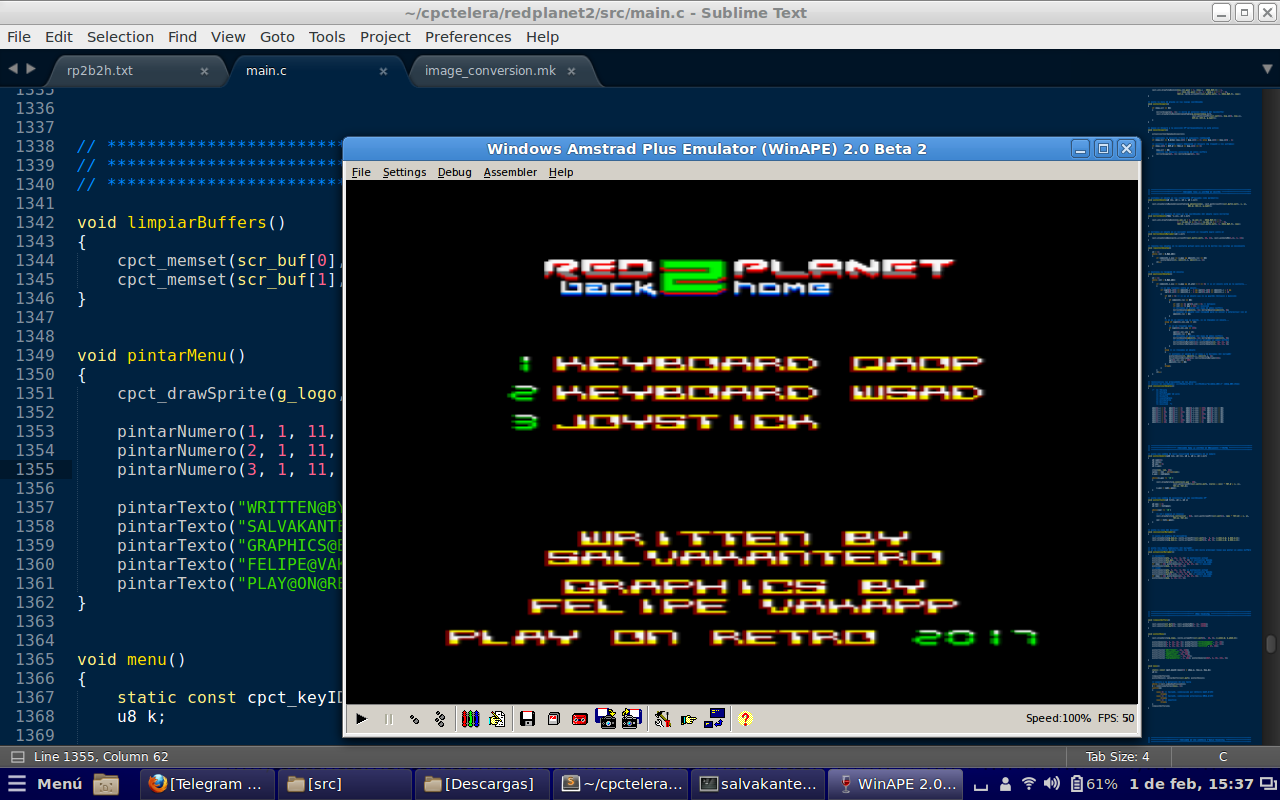 ~/cpctelera/redplanet2/src/main.c - Sublime Text
File Edit Selection Find View Goto Tools Project Preferences Help
rp2b2h.txt × main.c × image_conversion.mk ×
1335
1336
1337
1338 // ************************
1339 //
1339 // ************************
1340 // ************************
1341
1342 void limpiarBuffers()
1343 {
1344 cpct_memset(scr_buf[0],
1345 cpct_memset(scr_buf[1],
1346 }
1347
1348
1349 void pintarMenu()
1350 {
1351 cpct_drawSprite(g_logo,
1352
1353 pintarNumero(1, 1, 11,
1354 pintarNumero(2, 1, 11,
1355 pintarNumero(3, 1, 11,
1356
1357 pintarTexto("WRITTEN@BY
1358 pintarTexto("SALVAKANTE
1359 pintarTexto("GRAPHICS@B
1360 pintarTexto("FELIPE@VAK
1361 pintarTexto("PLAY@ON@RE
1362 }
1363
1364
1365 void menu()
1366 {
1367 static const cpct_keyID
1368 u8 k;
1369
Windows Amstrad Plus Emulator (WinAPE) 2.0 Beta 2
File Settings Debug Assembler Help
RED 2 PLANET
back home
1 KEYBOARD QAOP
2 KEYBOARD WSAD
3 JOYSTICK
WRITTEN BY
SALVAKANTERO
GRAPHICS BY
FELIPE VAKAPP
PLAY ON RETRO 2017
Speed:100% FPS: 50
Line 1355, Column 62 Tab Size: 4 C
Menú [Telegram ... [src] [Descargas] ~/cpctelera... salvakante... WinAPE 2.0... 61% 1 de feb, 15:37